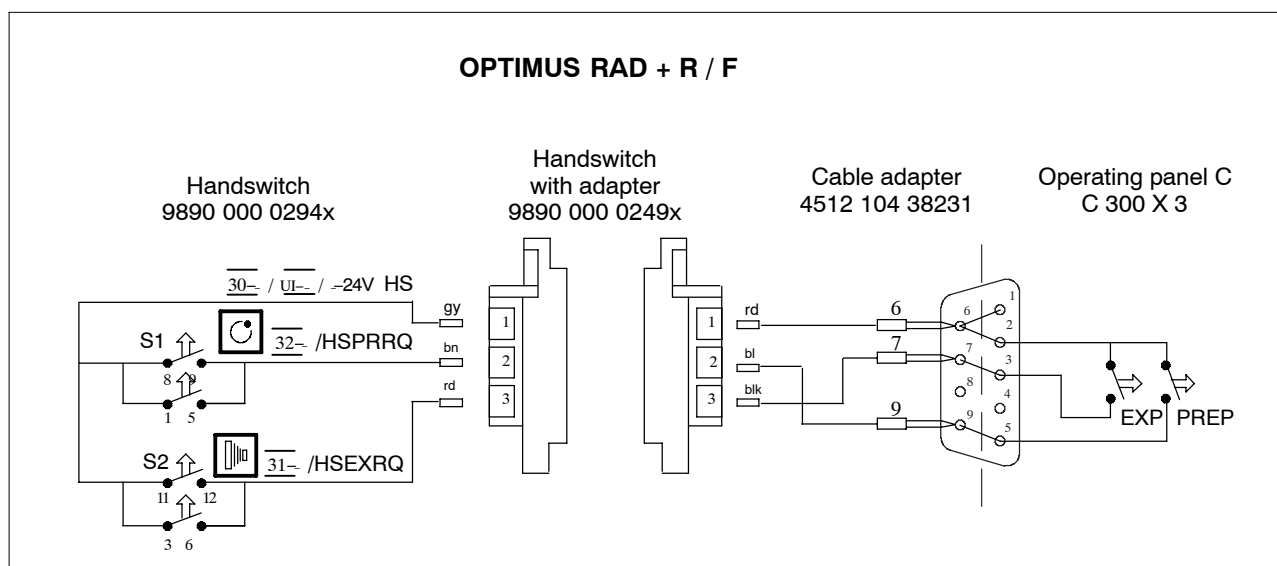 OPTIMUS RAD + R / F
Handswitch
9890 000 0294x
Handswitch
with adapter
9890 000 0249x
Cable adapter
4512 104 38231
Operating panel C
C 300 X 3
30-- / UI-- / --24V HS
gy
S1
32-- /HSPRRQ
bn
8 9
rd
1 5
S2
31-- /HSEXRQ
11 12
3 6
1
2
3
1
2
3
rd
bl
blk
6
7
9
6
7
8
9
1
2
3
4
5
EXP PREP